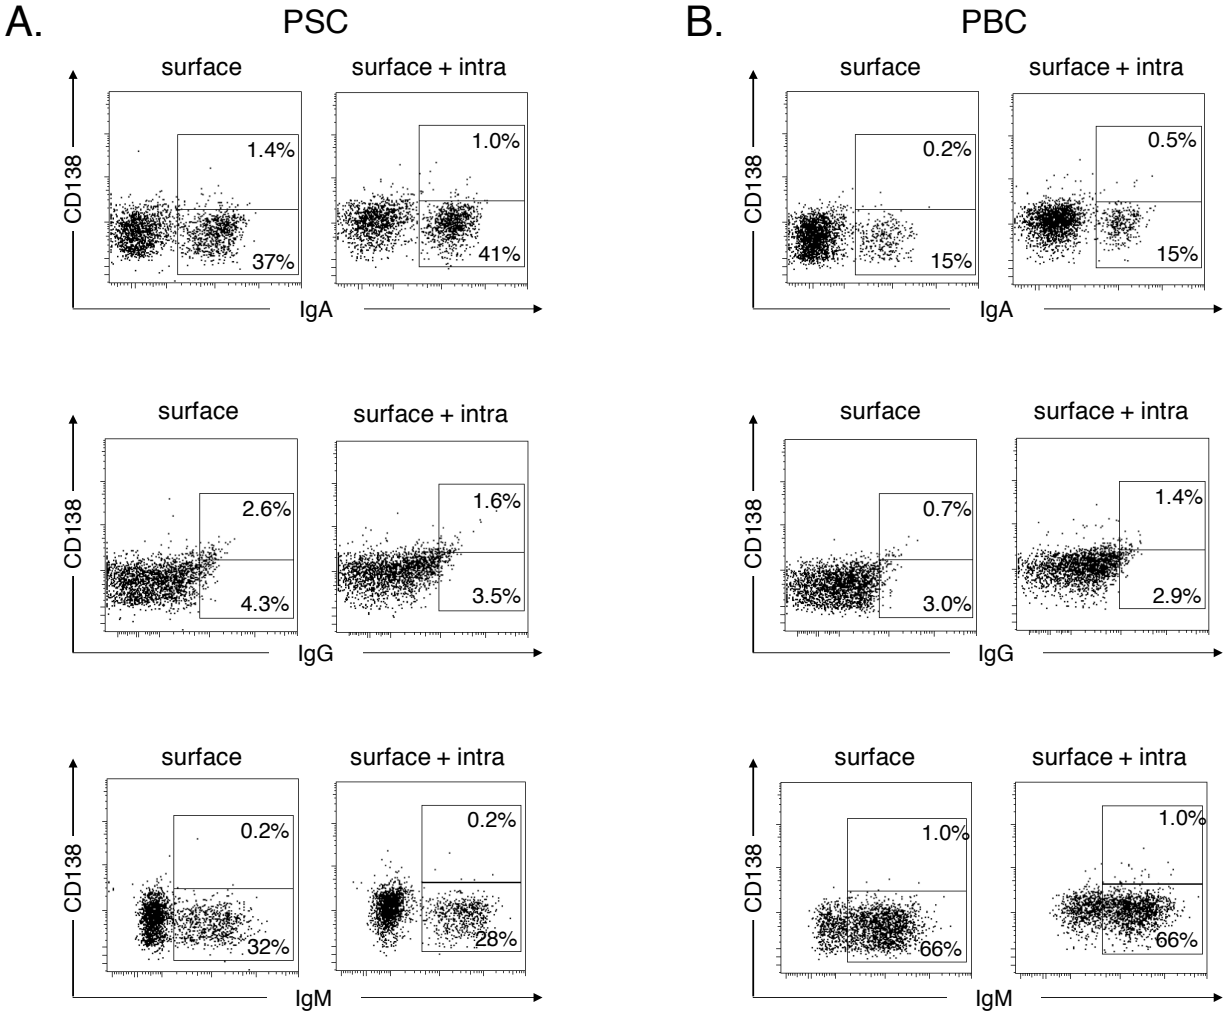 A.
PSC
B.
PBC
surface
surface + intra
surface
surface + intra
CD138
1.4%
37%
1.0%
41%
CD138
0.2%
15%
0.5%
15%
IgA
IgA
surface
surface + intra
surface
surface + intra
CD138
2.6%
4.3%
1.6%
3.5%
CD138
0.7%
3.0%
1.4%
2.9%
IgG
IgG
surface
surface + intra
surface
surface + intra
CD138
0.2%
32%
0.2%
28%
CD138
1.0%
66%
1.0%
66%
IgM
IgM